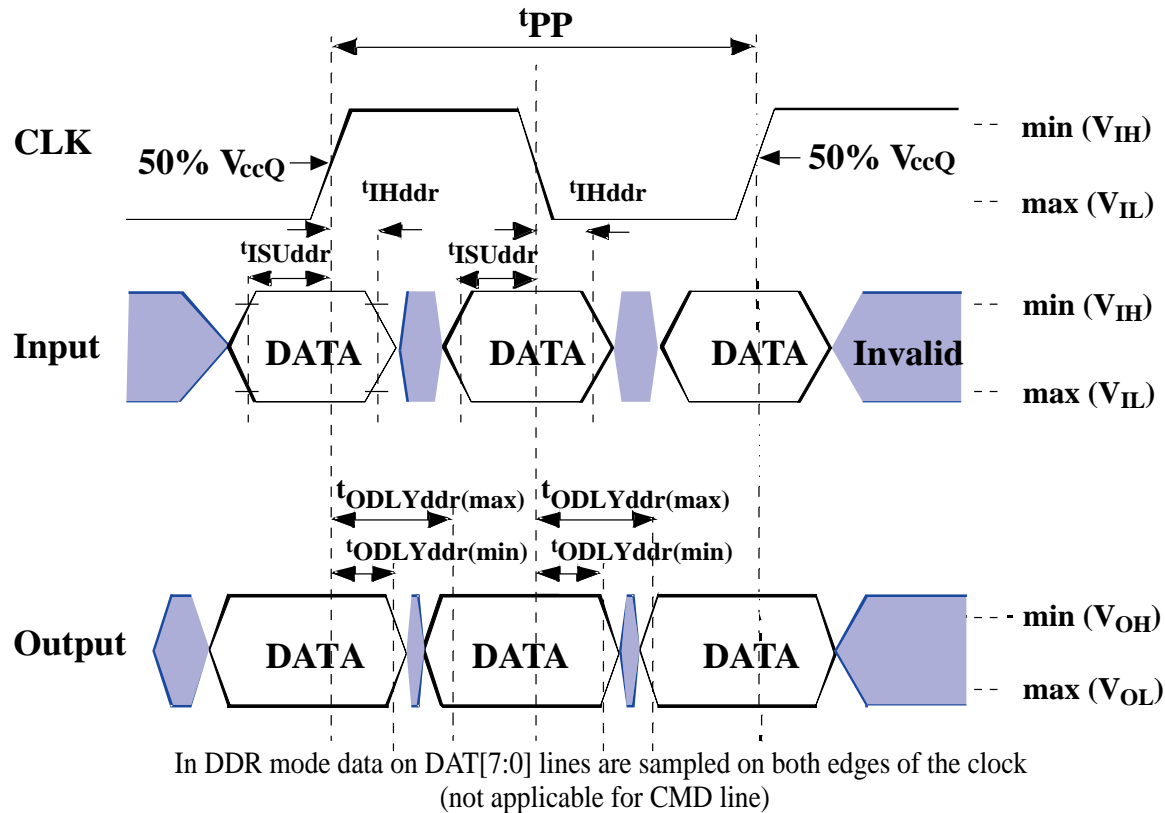 tPP
CLK
min (VIH)
50% VccQ
50% VccQ
tIHddr
tIHddr
max (VIL)
tISUddr
tISUddr
min (VIH)
Input
DATA
DATA
DATA
Invalid
max (VIL)
tODLYddr(max)
tODLYddr(max)
tODLYddr(min)
tODLYddr(min)
min (VOH)
Output
DATA
DATA
DATA
max (VOL)
In DDR mode data on DAT[7:0] lines are sampled on both edges of the clock
(not applicable for CMD line)